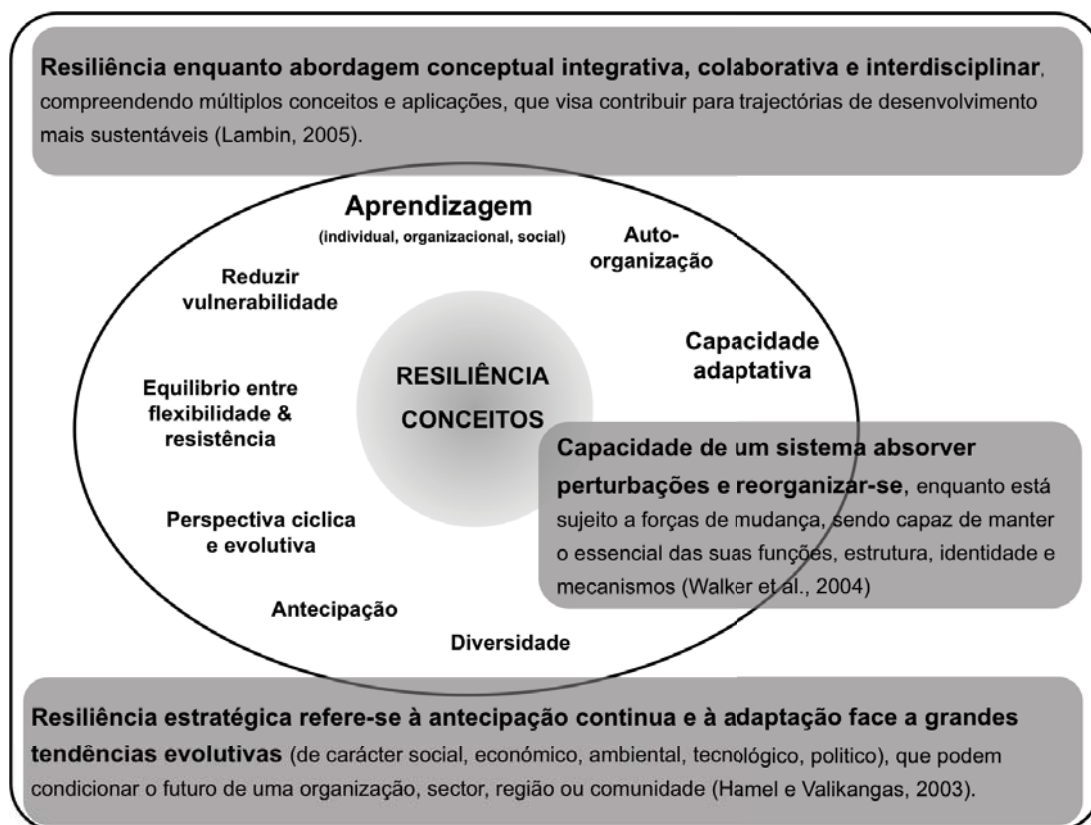 Resiliência enquanto abordagem conceptual integrativa, colaborativa e interdisciplinar,
compreendendo múltiplos conceitos e aplicações, que visa contribuir para trajectórias de desenvolvimento
mais sustentáveis (Lambin, 2005).
Aprendizagem
(individual, organizacional, social)
Auto-
organização
Reduzir
vulnerabilidade
Capacidade
adaptativa
RESILIÊNCIA
CONCEITOS
Equilibrio entre
flexibilidade &
resistência
Capacidade de um sistema absorver
perturbações e reorganizar-se, enquanto está
sujeito a forças de mudança, sendo capaz de manter
o essencial das suas funções, estrutura, identidade e
mecanismos (Walker et al., 2004)
Perspectiva ciclica
e evolutiva
Antecipação
Diversidade
Resiliência estratégica refere-se à antecipação continua e à adaptação face a grandes
tendências evolutivas (de carácter social, económico, ambiental, tecnológico, politico), que podem
condicionar o futuro de uma organização, sector, região ou comunidade (Hamel e Valikangas, 2003).